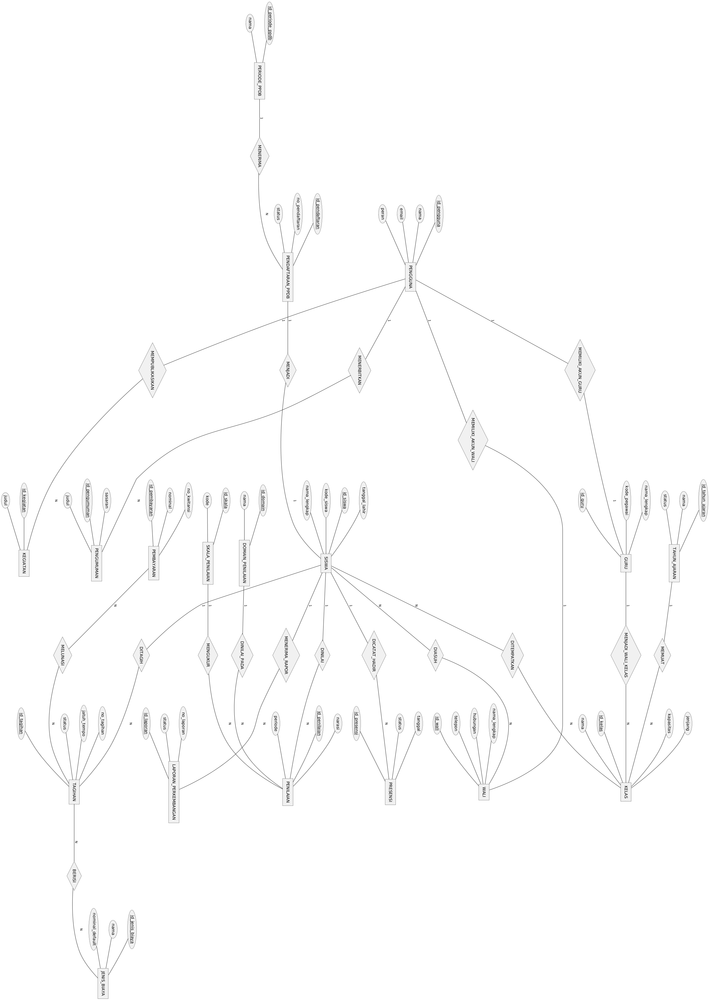 id_periode_ppdb
nama
PERIODE_PPDB
1
MENERIMA
N
id_pendaftaran
no_pendaftaran
status
PENDAFTARAN_PPDB
id_pengguna
nama
email
peran
PENGGUNA
1
1
1
1
1
MEMILIKI_AKUN_GURU
MENERBITKAN
MENJADI
MEMPUBLIKASIKAN
MEMILIKI_AKUN_WALI
id_tahun_ajaran
nama
status
TAHUN_AJARAN
nama_lengkap
kode_pegawai
1
id_guru
GURU
tanggal_lahir
id_siswa
kode_siswa
nama_lengkap
1
SISWA
id_domain
nama
DOMAIN_PENILAIAN
id_skala
kode
SKALA_PENILAIAN
no_kwitansi
nominal
id_pembayaran
PEMBAYARAN
N
sasaran
id_pengumuman
judul
PENGUMUMAN
N
id_kegiatan
judul
KEGIATAN
1
1
1
N
N
1
1
1
1
1
1
N
MEMUAT
MENJADI_WALI_KELAS
DITEMPATKAN
DIASUH
DICATAT_HADIR
DINILAI
MENERIMA_RAPOR
DINILAI_PADA
MENGUKUR
DITAGIH
MELUNASI
jenjang
kapasitas
N
N
id_kelas
nama
N
KELAS
N
nama_lengkap
hubungan
telepon
id_wali
WALI
tanggal
status
N
id_presensi
PRESENSI
narasi
id_penilaian
N
periode
N
N
N
PENILAIAN
no_laporan
status
id_laporan
LAPORAN_PERKEMBANGAN
N
no_tagihan
jatuh_tempo
status
N
id_tagihan
TAGIHAN
N
BERISI
id_jenis_biaya
nama
nominal_default
N
JENIS_BIAYA